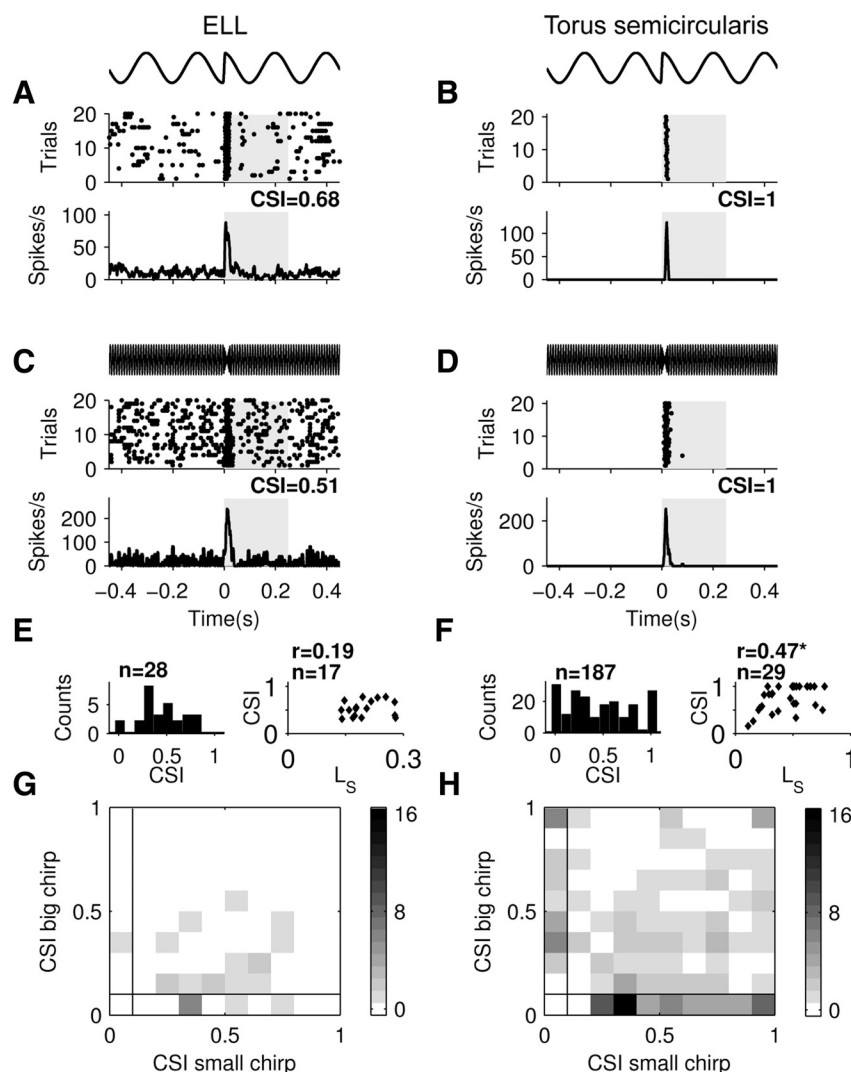 ELL
Torus semicircularis
A
B
20
10
0
Trials
CSI=0.68
20
10
0
Trials
CSI=1
100
50
0
Spikes/s
100
50
0
Spikes/s
C
D
20
10
0
Trials
CSI=0.51
20
10
0
Trials
CSI=1
200
100
0
Spikes/s
200
0
Spikes/s
−0.4 −0.2 0 0.2 0.4
Time(s)
−0.4 −0.2 0 0.2 0.4
Time(s)
E
n=28
5
0
Counts
0 0.5 1
CSI
r=0.19
n=17
1
0
CSI
0 0.3
LS
F
n=187
20
0
Counts
0 0.5 1
CSI
r=0.47*
n=29
1
0
CSI
0 1
LS
G
1
0.5
0
CSI big chirp
0.5 1
CSI small chirp
16
8
0
H
1
0.5
0
CSI big chirp
0 0.5 1
CSI small chirp
16
8
0